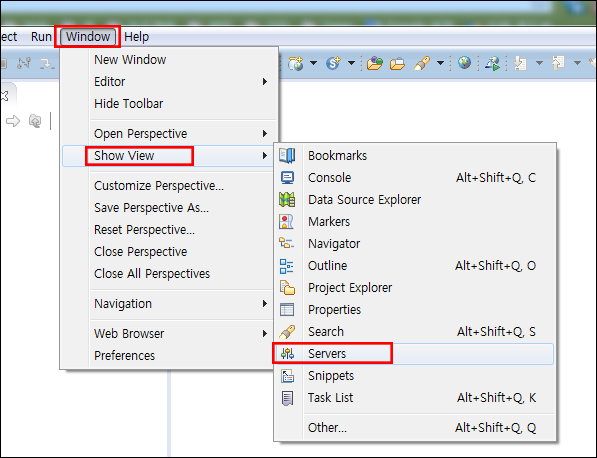 ect Run Window Help
New Window
Editor
Hide Toolbar
Open Perspective
Show View
Customize Perspective...
Save Perspective As...
Reset Perspective...
Close Perspective
Close All Perspectives
Navigation
Web Browser
Preferences
Bookmarks
Console Alt+Shift+Q, C
Data Source Explorer
Markers
Navigator
Outline Alt+Shift+Q, O
Project Explorer
Properties
Search Alt+Shift+Q, S
Servers
Snippets
Task List Alt+Shift+Q, K
Other... Alt+Shift+Q, Q